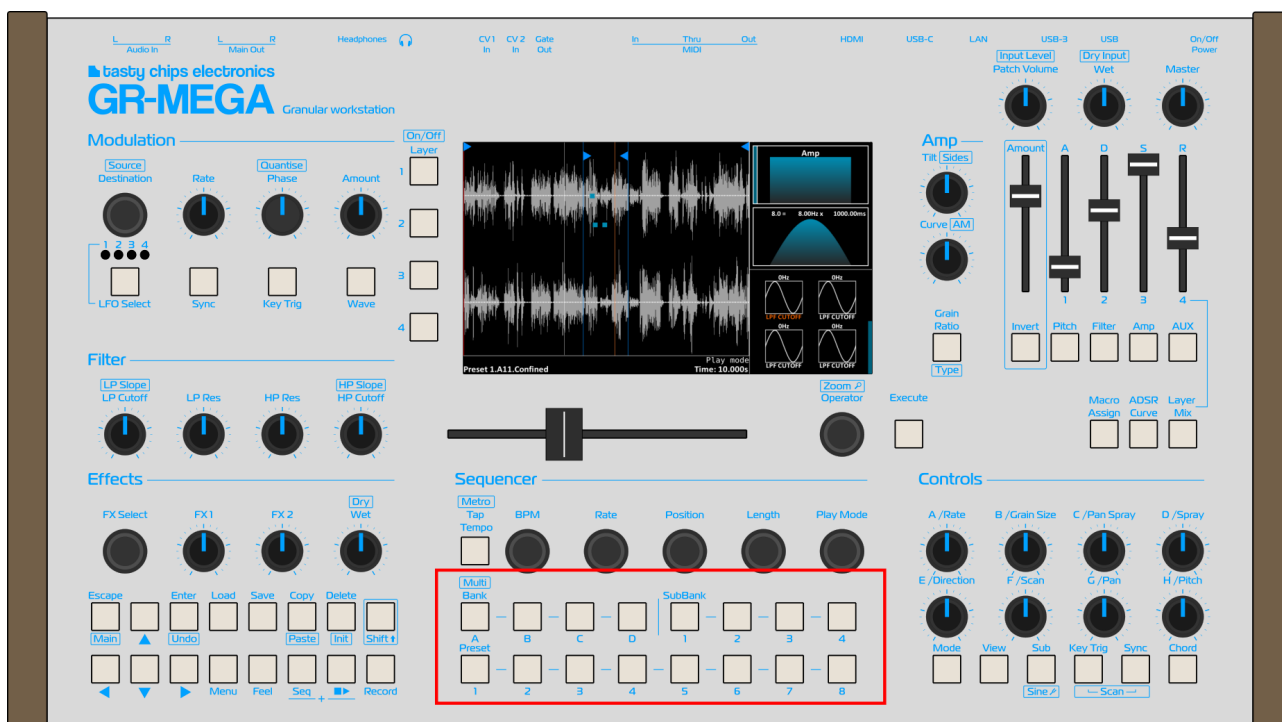 L R L R Headphones CV1 CV2 Gate In Thru Out HDMI USB-C LAN USB-3 USB On/Off
Audio In Main Out In In Out MIDI Power
Input Level Dry Input
Patch Volume Wet Master
tasty chips electronics
GR-MEGA Granular workstation
Modulation
Source Quantise
Destination Rate Phase Amount
1 2 3 4
LFO Select Sync Key Trig Wave
On/Off
Layer
1
2
3
4
Amp
8.0 = 8.00Hz x 1000.00ms
0Hz 0Hz
LPF CUTOFF LPF CUTOFF
0Hz 0Hz
LPF CUTOFF LPF CUTOFF
Play mode
Preset 1.A11.Confined Time: 10.000s
Amp
Tilt Sides
Curve AM
Grain
Ratio
Type
Amount A D S R
1 2 3 4
Invert Pitch Filter Amp AUX
Macro ADSR Layer
Assign Curve Mix
Filter
LP Slope HP Slope
LP Cutoff LP Res HP Res HP Cutoff
Zoom
Operator Execute
Effects
Dry
FX Select FX 1 FX 2 Wet
Escape Enter Load Save Copy Delete
Main Undo Paste Init Shift
Menu Feel Seq + Record
Sequencer
Metro
Tap
Tempo
BPM Rate Position Length Play Mode
Multi
Bank SubBank
A B C D 1 2 3 4
Preset
1 2 3 4 5 6 7 8
Controls
A /Rate B /Grain Size C /Pan Spray D /Spray
E /Direction F /Scan G /Pan H /Pitch
Mode View Sub Key Trig Sync Chord
Sine Scan